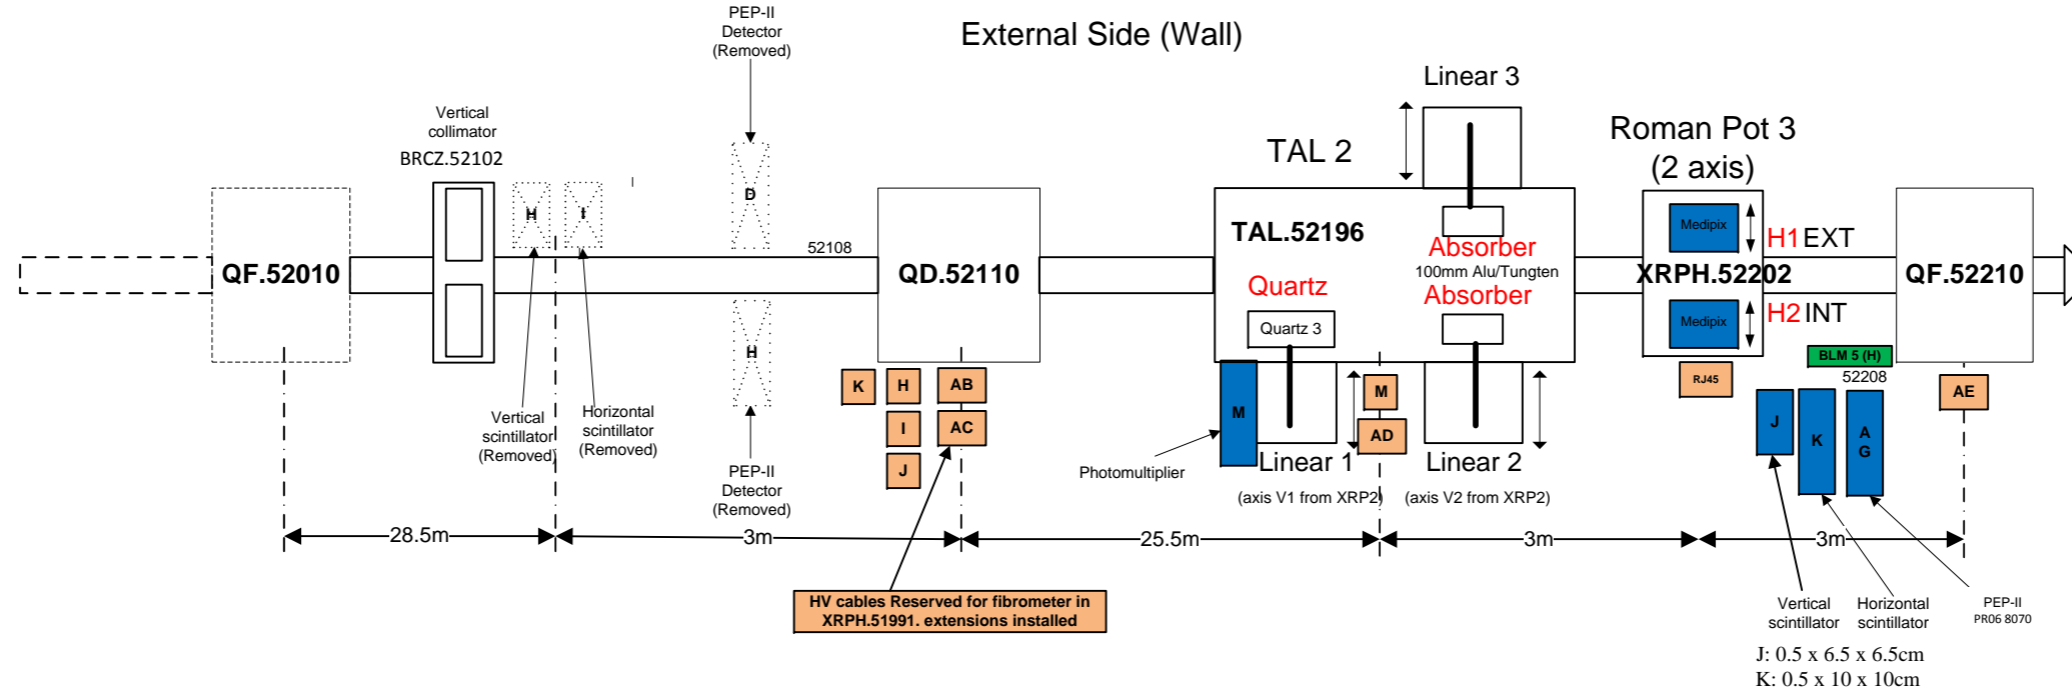 External Side (Wall)
PEP-II
Detector
(Removed)
Linear 3
Vertical
collimator
BRCZ.52102
TAL 2
Roman Pot 3
(2 axis)
H
I
I
D
Medipix
H1 EXT
TAL.52196
Absorber
100mm Alu/Tungten
Absorber
52108
QF.52010
QD.52110
XRPH.52202
QF.52210
Quartz
Quartz 3
Medipix
H2 INT
H
BLM 5 (H)
52208
K
H
AB
I
AC
J
M
M
AD
RJ45
J
K
A
G
AE
Vertical
scintillator
(Removed)
Horizontal
scintillator
(Removed)
PEP-II
Detector
(Removed)
Photomultiplier
Linear 1
(axis V1 from XRP2)
Linear 2
(axis V2 from XRP2)
28.5m
3m
25.5m
3m
3m
HV cables Reserved for fibrometer in
XRPH.51991. extensions installed
Vertical
scintillator
Horizontal
scintillator
PEP-II
PR06 8070
J: 0.5 x 6.5 x 6.5cm
K: 0.5 x 10 x 10cm